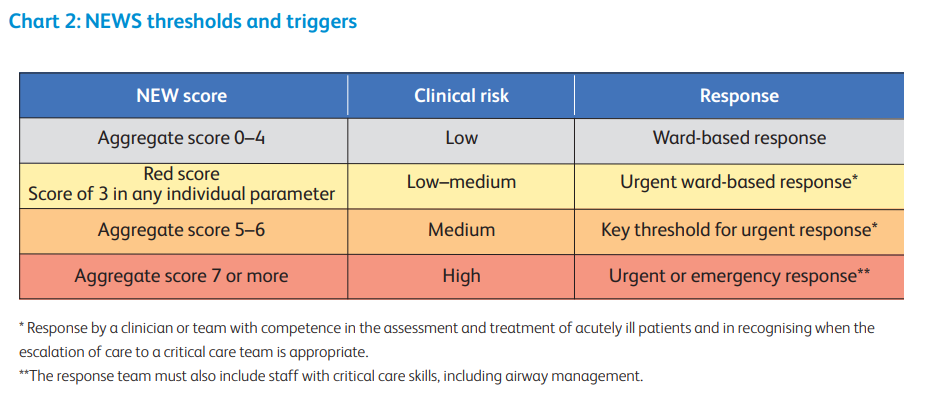 Chart 2: NEWS thresholds and triggers
NEW score Clinical risk Response
Aggregate score 0–4 Low Ward-based response
Red score
Score of 3 in any individual parameter Low–medium Urgent ward-based response*
Aggregate score 5–6 Medium Key threshold for urgent response*
Aggregate score 7 or more High Urgent or emergency response**
* Response by a clinician or team with competence in the assessment and treatment of acutely ill patients and in recognising when the
escalation of care to a critical care team is appropriate.
**The response team must also include staff with critical care skills, including airway management.